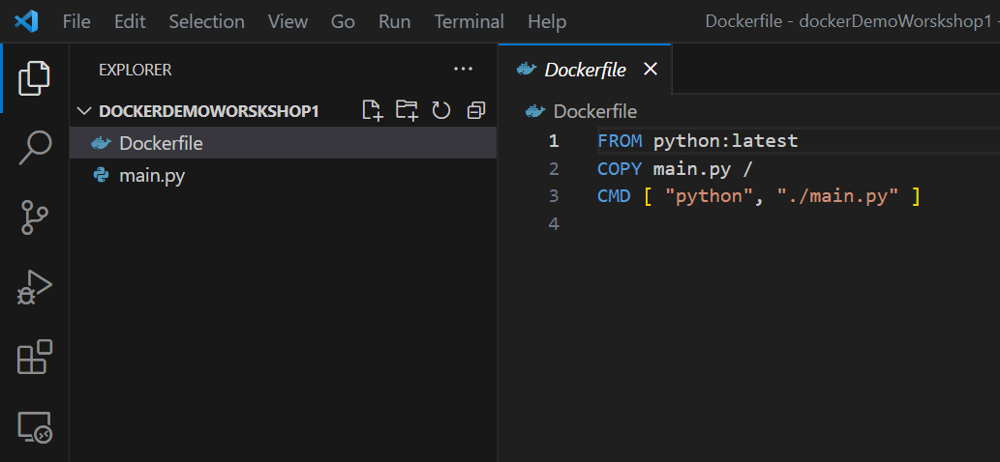 File Edit Selection View Go Run Terminal Help Dockerfile - dockerDemoWorskshop1 -
EXPLORER
DOCKERDEMOWORSKSHOP1
Dockerfile
main.py
Dockerfile
Dockerfile
1 FROM python:latest
2 COPY main.py /
3 CMD [ "python", "./main.py" ]
4